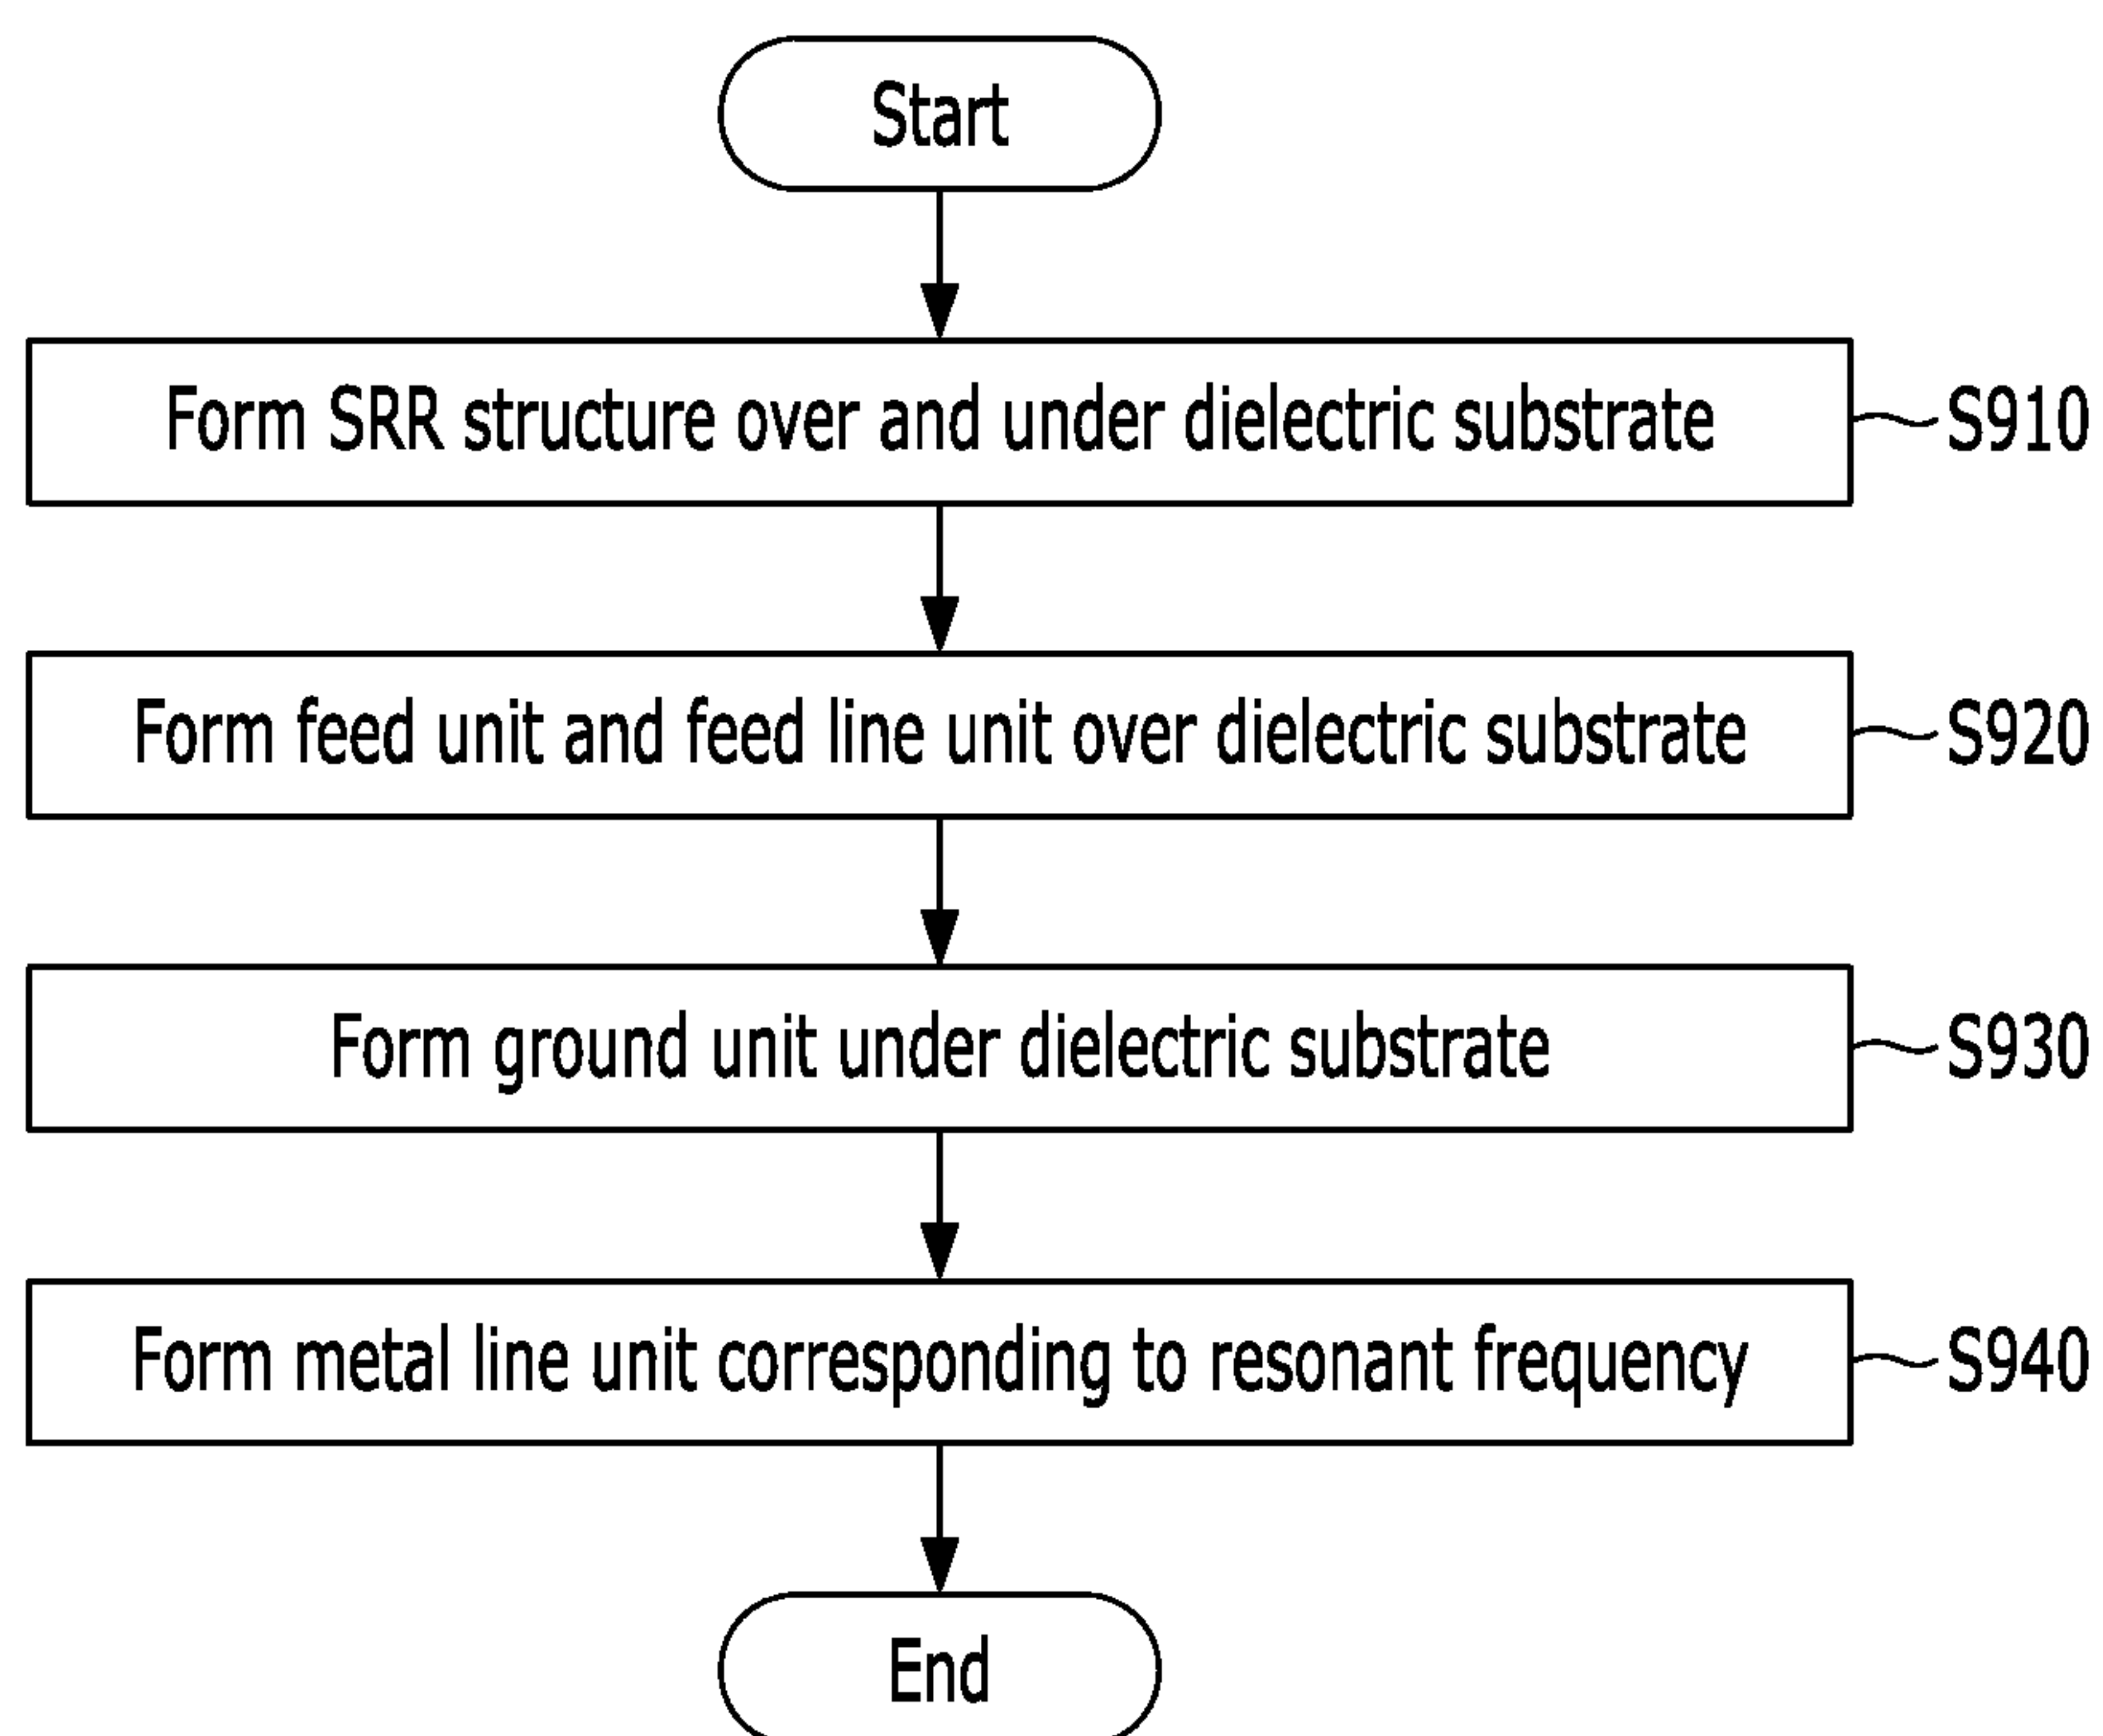 Start
Form SRR structure over and under dielectric substrate
S910
Form feed unit and feed line unit over dielectric substrate
S920
Form ground unit under dielectric substrate
S930
Form metal line unit corresponding to resonant frequency
S940
End